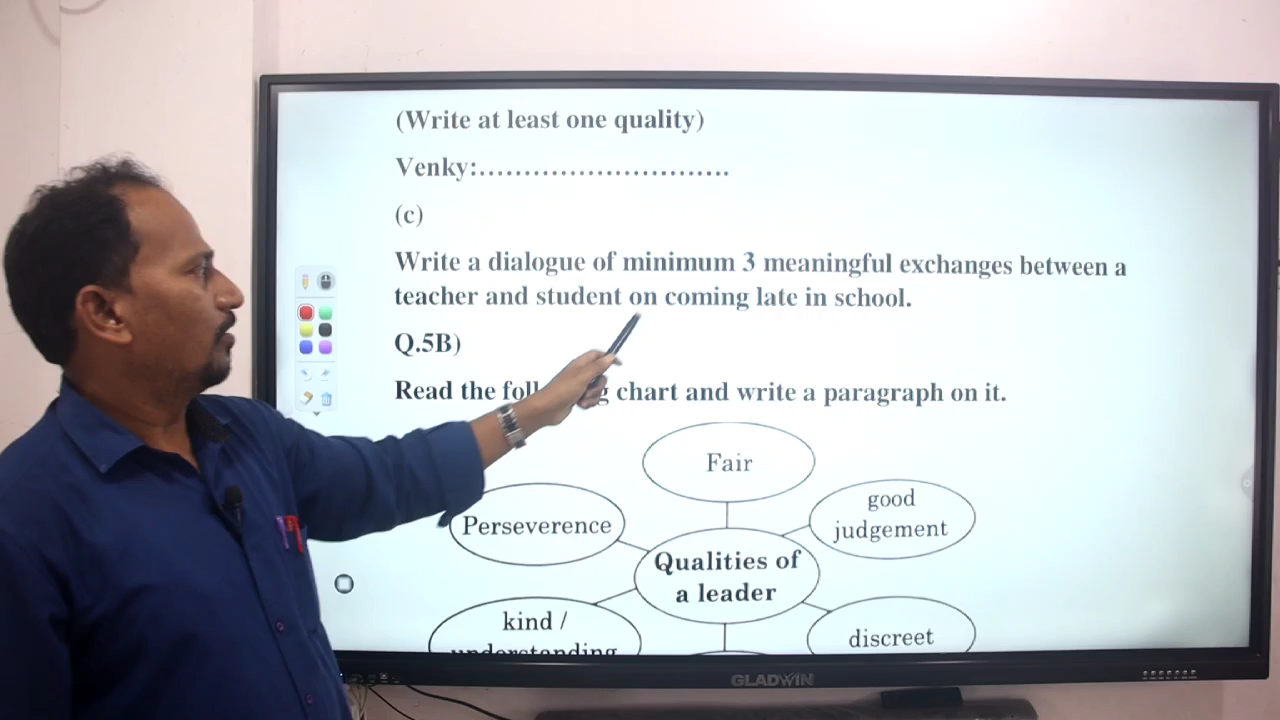 (Write at least one quality)
Venky:............................
(c)
Write a dialogue of minimum 3 meaningful exchanges between a
teacher and student on coming late in school.
Q.5B)
Read the chart and write a paragraph on it.
Fair
Perseverence
good
judgement
Qualities of
a leader
kind /
understanding
discreet
GLADWIN